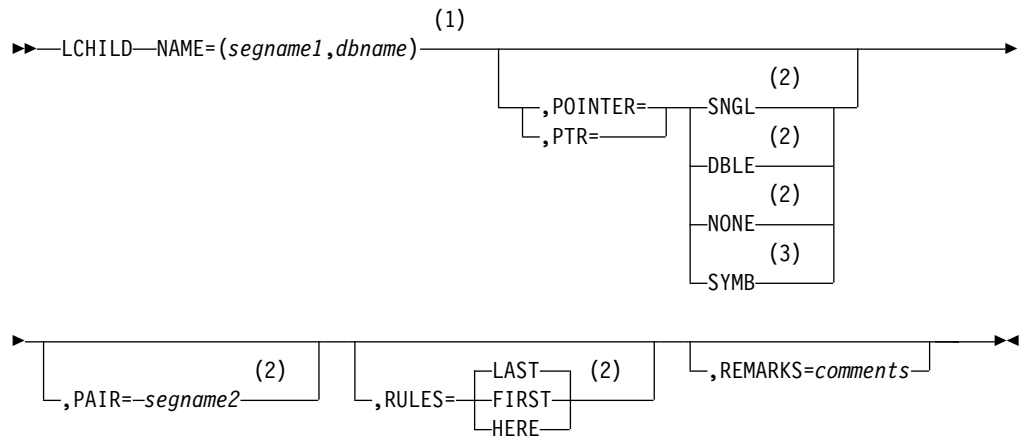 (1)
LCHILD NAME=(segname1,dbname)
(2)
,POINTER= SNGL
,PTR= (2)
DBLE
(2)
NONE
(3)
SYMB
(2) LAST (2) ,REMARKS=comments
,PAIR= segname2 ,RULES= FIRST
HERE